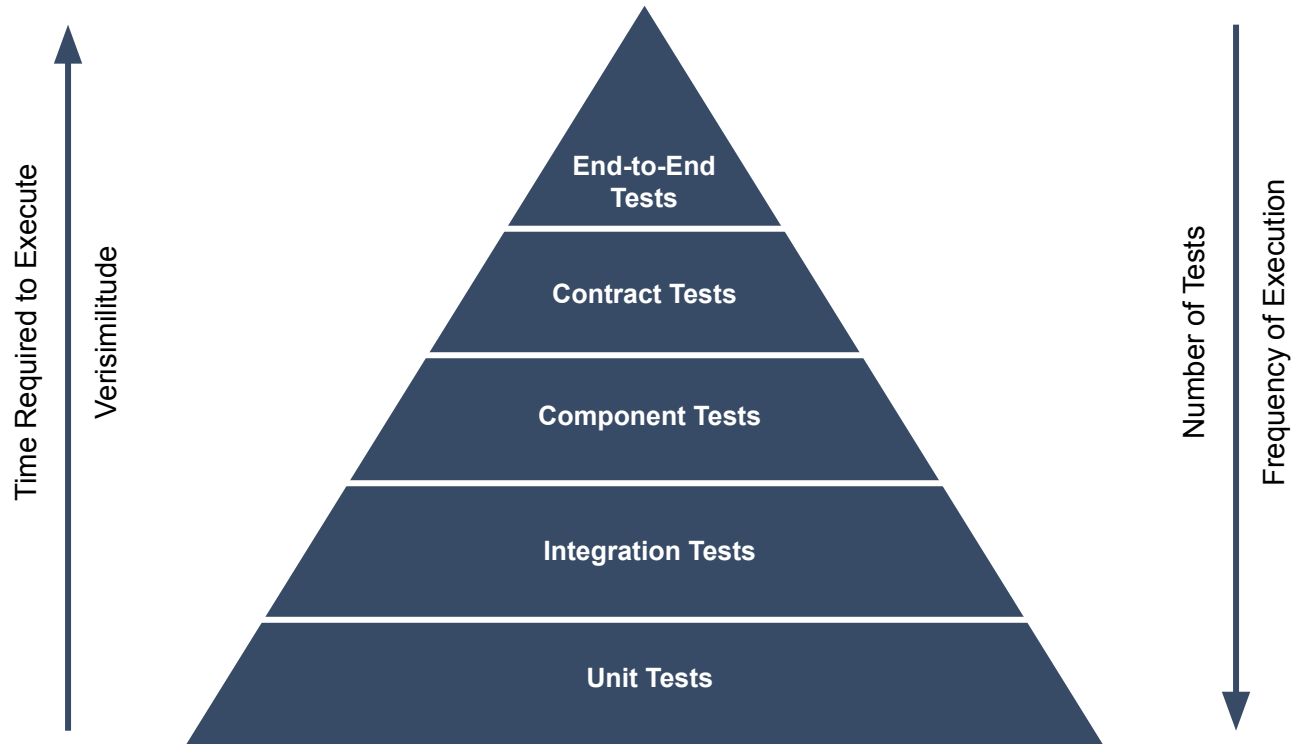 Time Required to Execute
Verisimilitude
End-to-End
Tests
Contract Tests
Component Tests
Integration Tests
Unit Tests
Number of Tests
Frequency of Execution